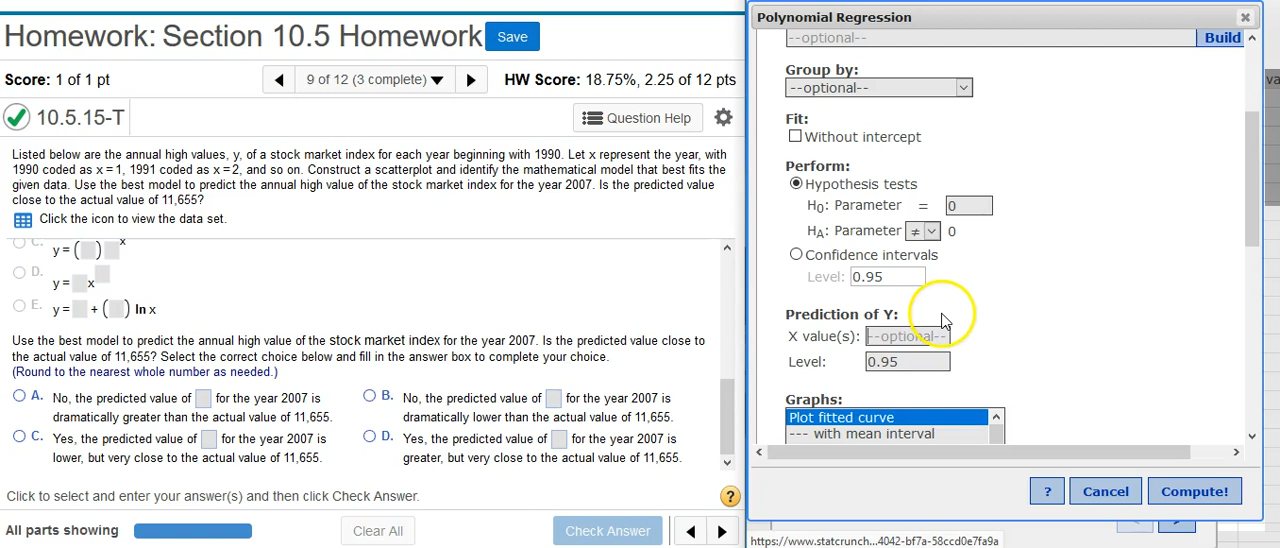 Homework: Section 10.5 Homework Save
Score: 1 of 1 pt
9 of 12 (3 complete)
HW Score: 18.75%, 2.25 of 12 pts
10.5.15-T
Question Help
Listed below are the annual high values, y, of a stock market index for each year beginning with 1990. Let x represent the year, with
1990 coded as x = 1, 1991 coded as x = 2, and so on. Construct a scatterplot and identify the mathematical model that best fits the
given data. Use the best model to predict the annual high value of the stock market index for the year 2007. Is the predicted value
close to the actual value of 11,655?
Click the icon to view the data set.
C. y = ( ) x
D. y = x
E. y = + ( ) ln x
Use the best model to predict the annual high value of the stock market index for the year 2007. Is the predicted value close to
the actual value of 11,655? Select the correct choice below and fill in the answer box to complete your choice.
(Round to the nearest whole number as needed.)
A. No, the predicted value of for the year 2007 is
dramatically greater than the actual value of 11,655.
B. No, the predicted value of for the year 2007 is
dramatically lower than the actual value of 11,655.
C. Yes, the predicted value of for the year 2007 is
lower, but very close to the actual value of 11,655.
D. Yes, the predicted value of for the year 2007 is
greater, but very close to the actual value of 11,655.
Click to select and enter your answer(s) and then click Check Answer.
?
All parts showing
Clear All
Check Answer
Polynomial Regression
--optional--
Build
Group by:
--optional--
Fit:
Without intercept
Perform:
Hypothesis tests
H0: Parameter = 0
HA: Parameter ≠ 0
Confidence intervals
Level: 0.95
Prediction of Y:
X value(s): --optional--
Level: 0.95
Graphs:
Plot fitted curve
--- with mean interval
?
Cancel
Compute!
https://www.statcrunch...4042-bf7a-58ccd0e7fa9a
va